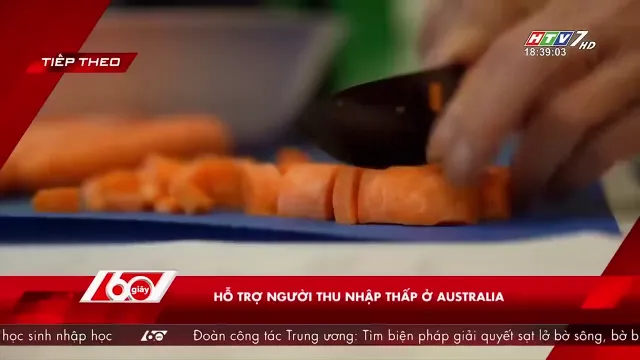 TIẾP THEO
HTV7 HD
18:39:03
60 giây
HỖ TRỢ NGƯỜI THU NHẬP THẤP Ở AUSTRALIA
học sinh nhập học 60 Đoàn công tác Trung ương: Tìm biện pháp giải quyết sạt lở bờ sông, bờ b